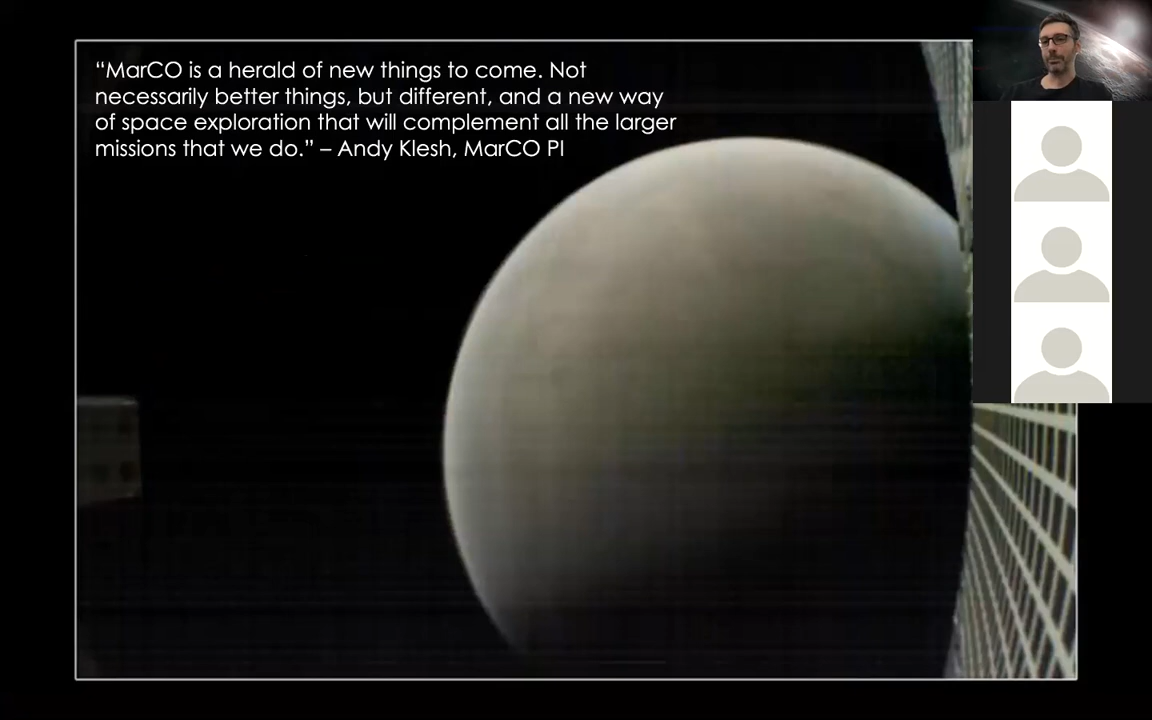 “MarCO is a herald of new things to come. Not
necessarily better things, but different, and a new way
of space exploration that will complement all the larger
missions that we do.” – Andy Klesh, MarCO PI